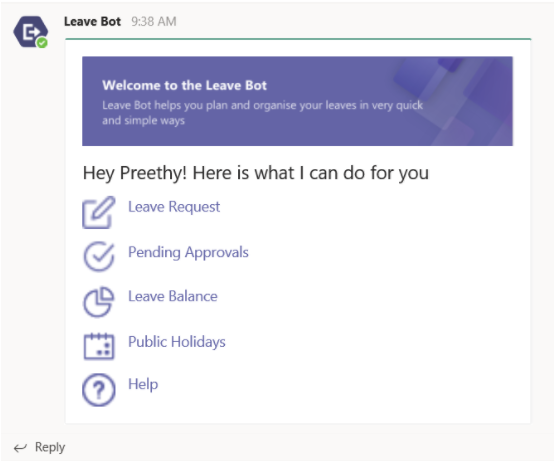 Leave Bot 9:38 AM
Welcome to the Leave Bot
Leave Bot helps you plan and organise your leaves in very quick
and simple ways
Hey Preethy! Here is what I can do for you
Leave Request
Pending Approvals
Leave Balance
Public Holidays
Help
Reply